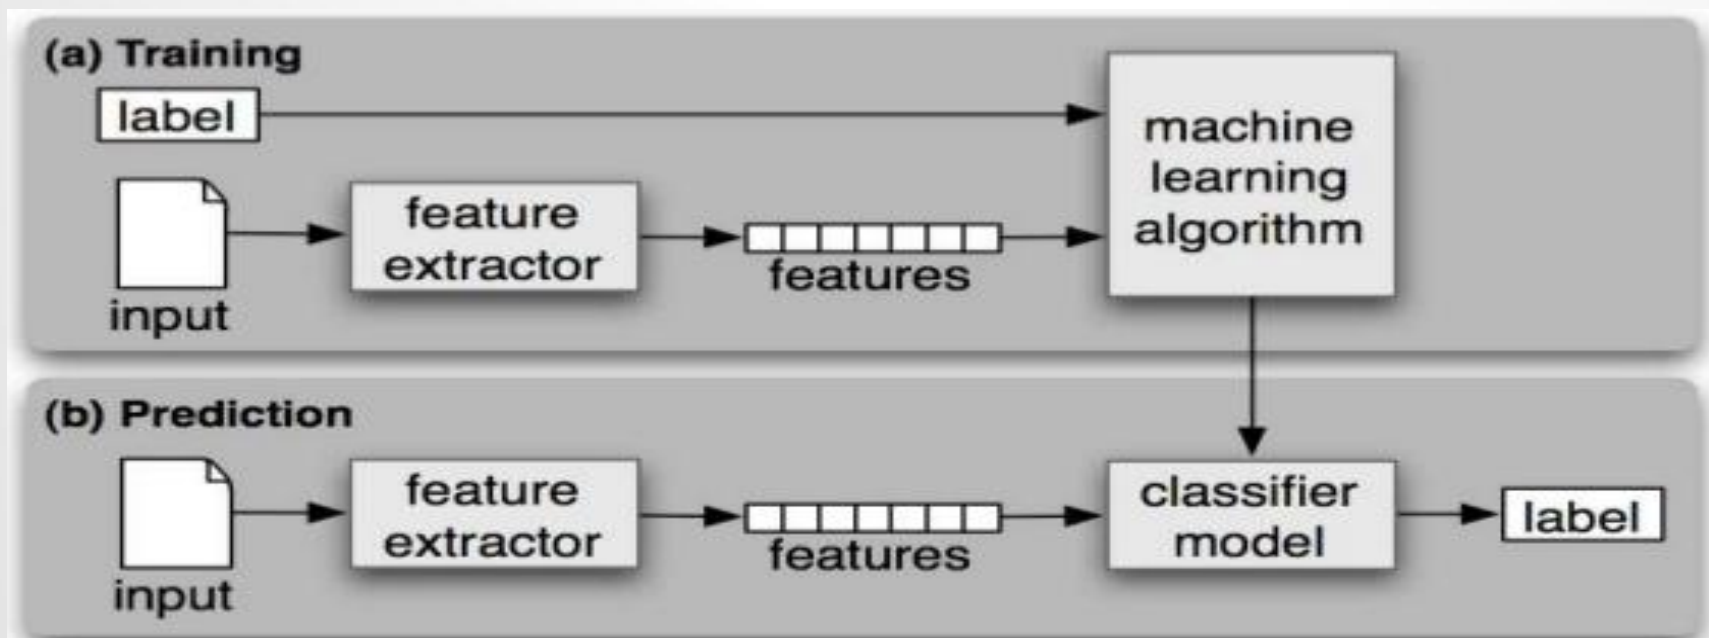 (a) Training
label
machine
learning
algorithm
feature
extractor
features
input
(b) Prediction
feature
extractor
features
input
classifier
model
label